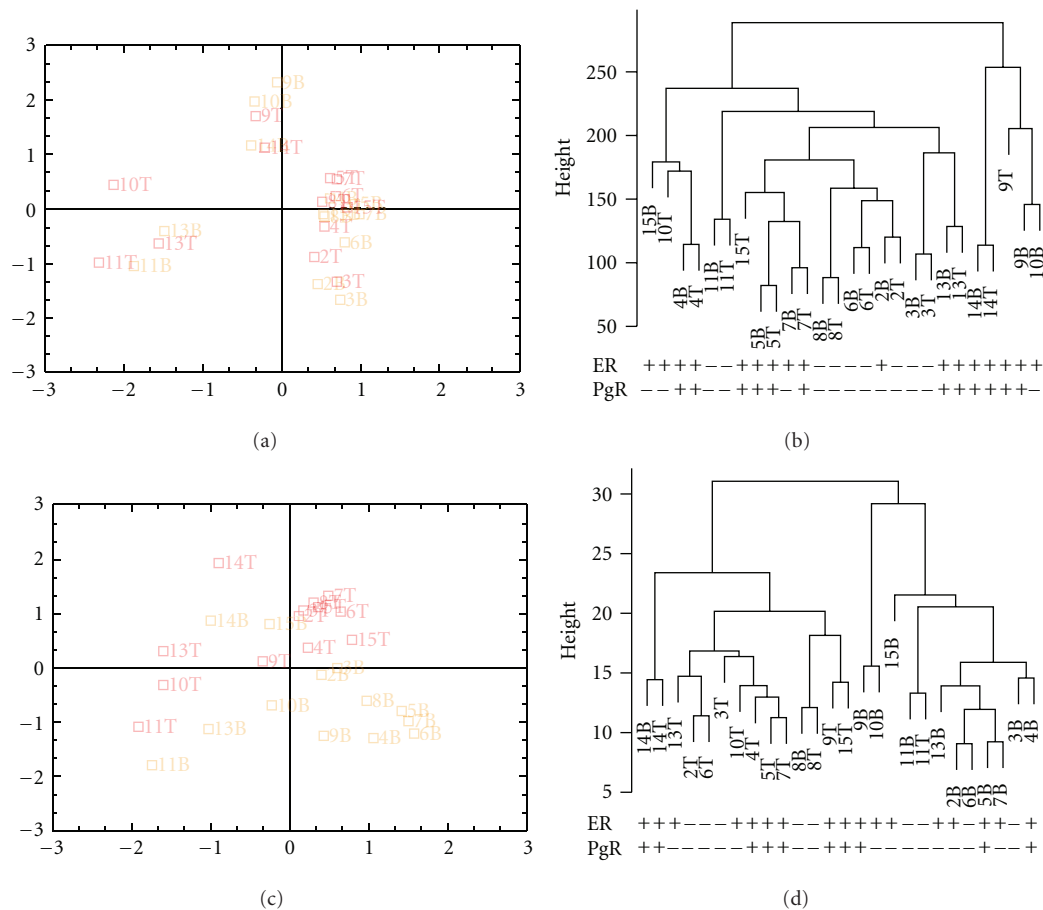 3
2
1
0
−1
−2
−3
−3
−2
−1
0
1
2
3
9B
10B
9T
14T
10T
5T
7T
6T
4T
6B
2T
3T
3B
13B
13T
11T
11B
(a)
Height
250
200
150
100
50
15B
10T
4B
4T
11B
11T
15T
5B
5T
7B
7T
8B
8T
6B
6T
2B
2T
3B
3T
13B
13T
14B
14T
9T
9B
10B
ER + + + + − − + + + + + − − − − + − − − + + + + + + +
PgR − − + + − − + + + − + − − − − − − − − + + + + + + −
(b)
3
2
1
0
−1
−2
−3
−3
−2
−1
0
1
2
3
14T
14B
15B
7T
6T
2T
15T
4T
13T
9T
10T
3B
2B
8B
10B
5B
7B
6B
4B
9B
11T
13B
11B
(c)
Height
30
25
20
15
10
5
14B
14T
13T
2T
6T
3T
10T
4T
5T
7T
8B
8T
9T
15T
9B
10B
15B
11B
11T
13B
2B
6B
5B
7B
3B
4B
ER + + + − − − + + + + − − + + + + + − − + + − + + − +
PgR + + − − − − − + + + − − + + + − − − − − − − + − − +
(d)